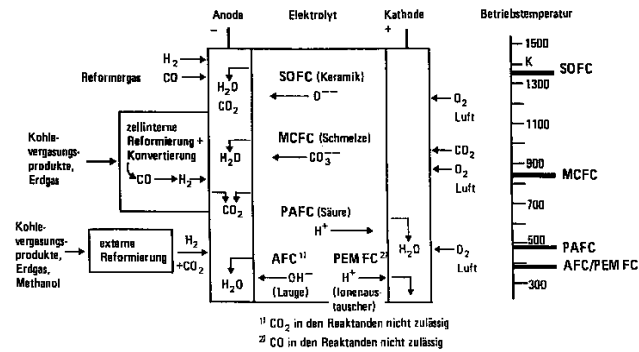 Anode
Elektrolyt
Kathode
Betriebstemperatur
−
+
1500
K
SOFC
1300
1100
900
MCFC
700
500
PAFC
AFC/PEM FC
300
H₂
Reformergas
CO
H₂O
CO₂
SOFC (Keramik)
O⁻⁻
O₂
Luft
Kohle-
vergasungs-
produkte,
Erdgas
zellinterne
Reformierung +
Konvertierung
CO
H₂
H₂O
CO₂
MCFC (Schmelze)
CO₃⁻⁻
CO₂
O₂
Luft
PAFC (Säure)
H⁺
H₂O
O₂
Luft
Kohle-
vergasungs-
produkte,
Erdgas,
Methanol
externe
Reformierung
H₂
+CO₂
H₂O
AFC ¹⁾
OH⁻
(Lauge)
PEM FC ²⁾
H⁺
(Ionenaus-
tauscher)
¹⁾ CO₂ in den Reaktanden nicht zulässig
²⁾ CO in den Reaktanden nicht zulässig